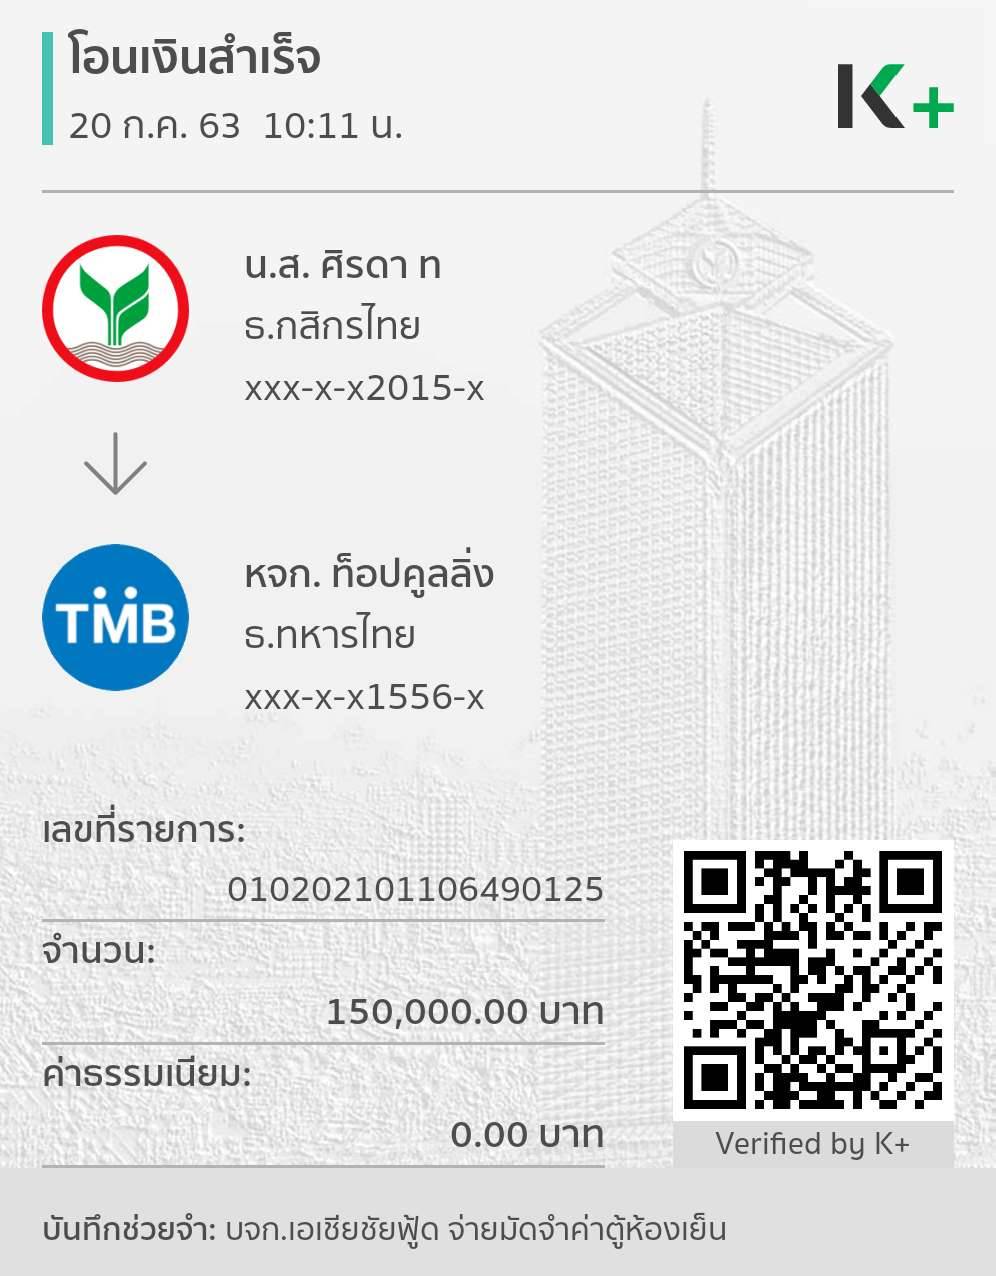 โอนเงินสำเร็จ
20 ก.ค. 63 10:11 น.
K+
น.ส. ศิรดา ท
ธ.กสิกรไทย
xxx-x-x2015-x
TMB
หจก. ท็อปคูลลิ่ง
ธ.ทหารไทย
xxx-x-x1556-x
เลขที่รายการ:
010202101106490125
จำนวน:
150,000.00 บาท
ค่าธรรมเนียม:
0.00 บาท
Verified by K+
บันทึกช่วยจำ: บจก.เอเชียชัยฟู้ด จ่ายมัดจำค่าตู้ห้องเย็น